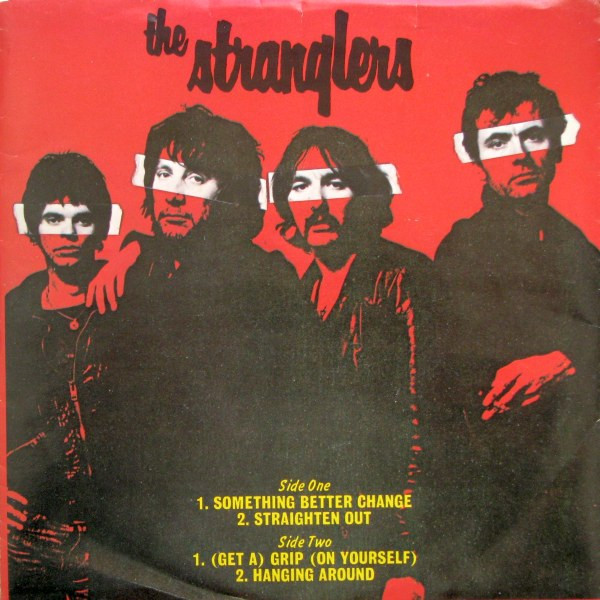 the
stranglers
Side One
1. SOMETHING BETTER CHANGE
2. STRAIGHTEN OUT
Side Two
1. (GET A) GRIP (ON YOURSELF)
2. HANGING AROUND